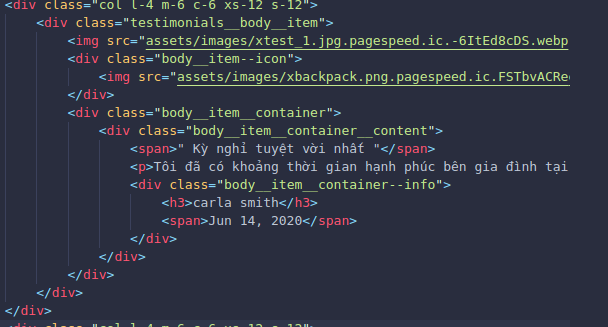 <div class="col l-4 m-6 c-6 xs-12 s-12">
<div class="testimonials__body__item">
<img src="assets/images/xtest_1.jpg.pagespeed.ic.-6ItEd8cDS.webp
<div class="body__item--icon">
<img src="assets/images/xbackpack.png.pagespeed.ic.FSTbvACRe
</div>
<div class="body__item__container">
<div class="body__item__container__content">
<span>" Kỳ nghỉ tuyệt vời nhất "</span>
<p>Tôi đã có khoảng thời gian hạnh phúc bên gia đình tại
<div class="body__item__container--info">
<h3>carla smith</h3>
<span>Jun 14, 2020</span>
</div>
</div>
</div>
</div>
</div>
<div class="col l-4 m-6 c-6 xs-12 s-12">